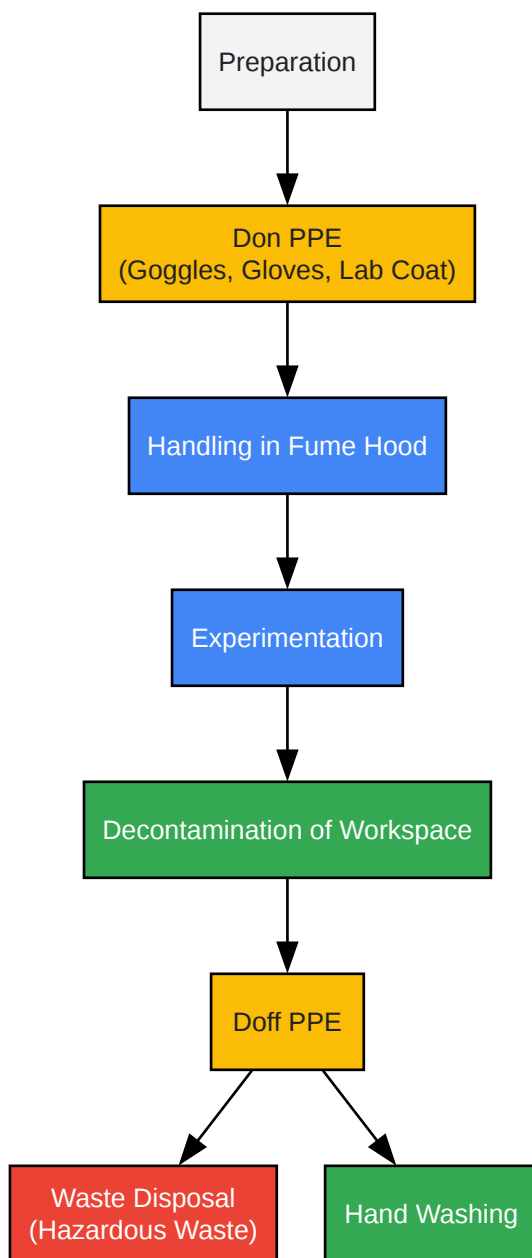 Preparation
Don PPE
(Goggles, Gloves, Lab Coat)
Handling in Fume Hood
Experimentation
Decontamination of Workspace
Doff PPE
Waste Disposal
(Hazardous Waste)
Hand Washing